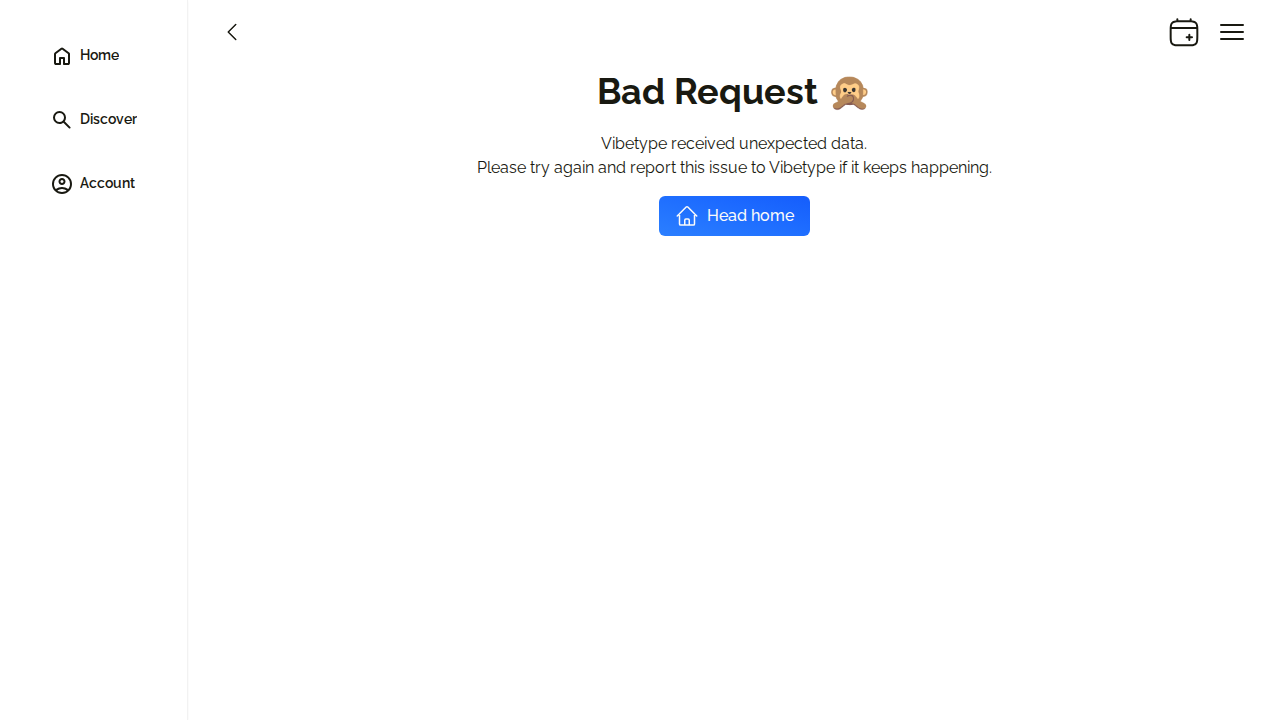 Home
Discover
Account
Bad Request 🙊
Vibetype received unexpected data.
Please try again and report this issue to Vibetype if it keeps happening.
Head home